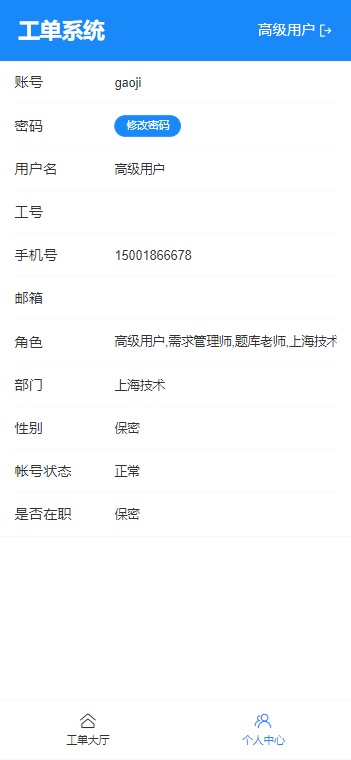 工单系统 高级用户
账号 gaoji
密码 修改密码
用户名 高级用户
工号
手机号 15001866678
邮箱
角色 高级用户,需求管理师,题库老师,上海技术
部门 上海技术
性别 保密
帐号状态 正常
是否在职 保密
工单大厅 个人中心